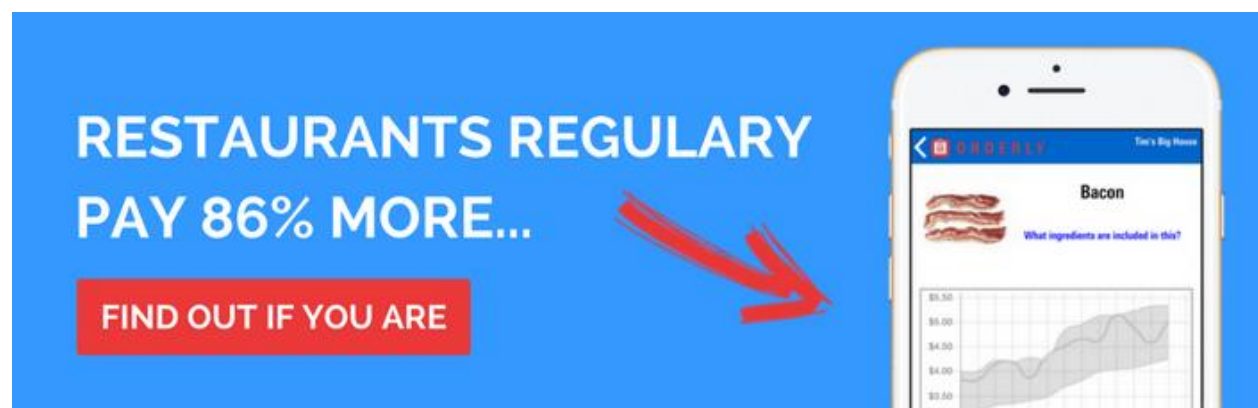 RESTAURANTS REGULARY
PAY 86% MORE...
FIND OUT IF YOU ARE
ORDERLY
Tim's Big House
Bacon
What ingredients are included in this?
$5.50
$5.00
$4.50
$4.00
$3.50